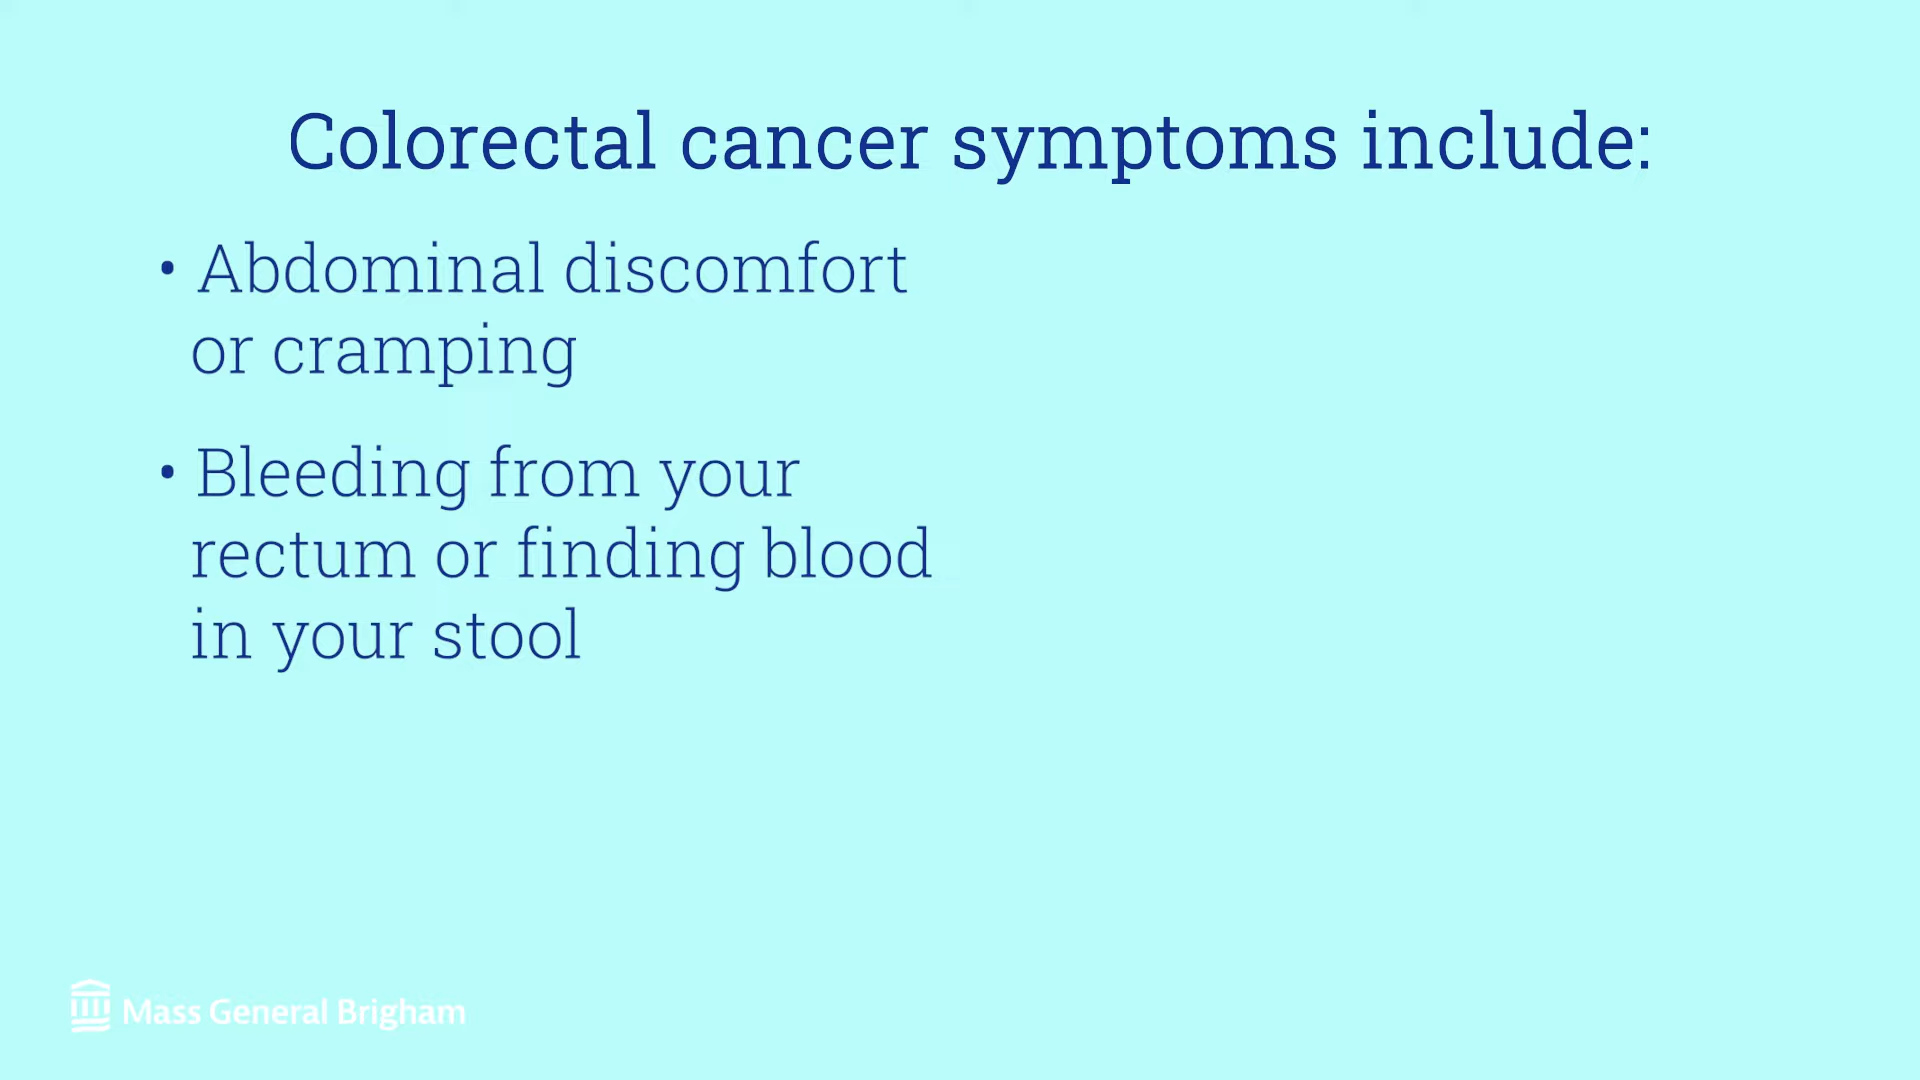 Colorectal cancer symptoms include:
• Abdominal discomfort
or cramping
• Bleeding from your
rectum or finding blood
in your stool
Mass General Brigham